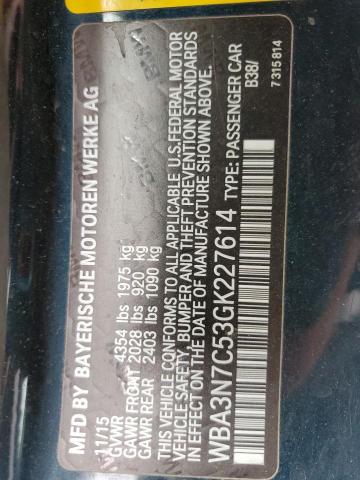 MFD BY BAYERISCHE MOTOREN WERKE AG
11/15
GVWR 4354 lbs 1975 kg
GAWR FRONT 2028 lbs 920 kg
GAWR REAR 2403 lbs 1090 kg
THIS VEHICLE CONFORMS TO ALL APPLICABLE U.S. FEDERAL MOTOR
VEHICLE SAFETY, BUMPER AND THEFT PREVENTION STANDARDS
IN EFFECT ON THE DATE OF MANUFACTURE SHOWN ABOVE.
WBA3N7C53GK227614 TYPE: PASSENGER CAR
B38/
7 315 814